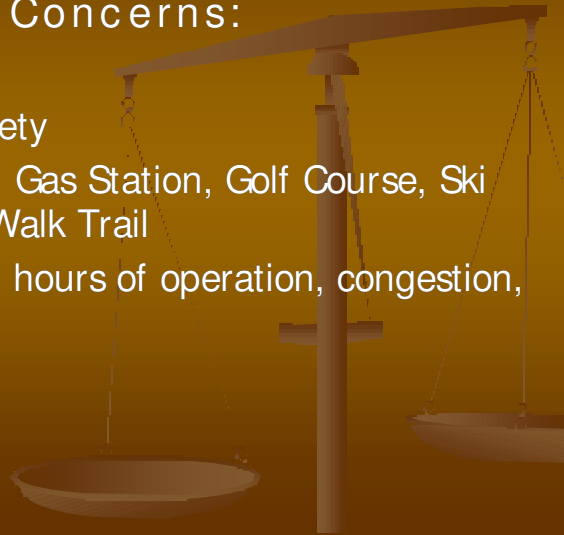 Concerns:
ety
Gas Station, Golf Course, Ski
Walk Trail
hours of operation, congestion,